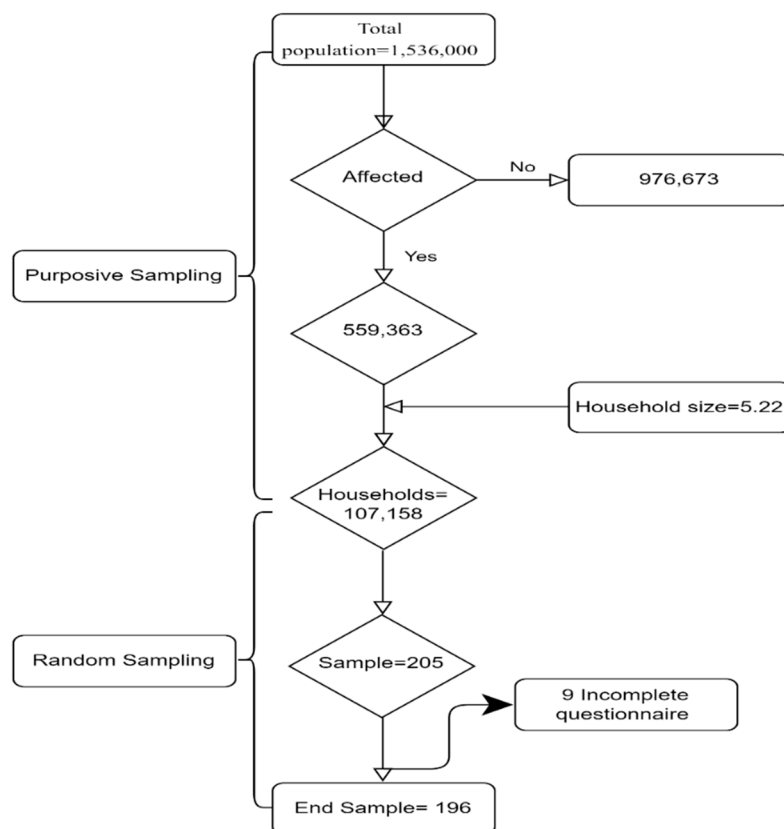 Total
population=1,536,000
Affected
No
976,673
Yes
Purposive Sampling
559,363
Household size=5.22
Households=
107,158
Random Sampling
Sample=205
9 Incomplete
questionnaire
End Sample= 196